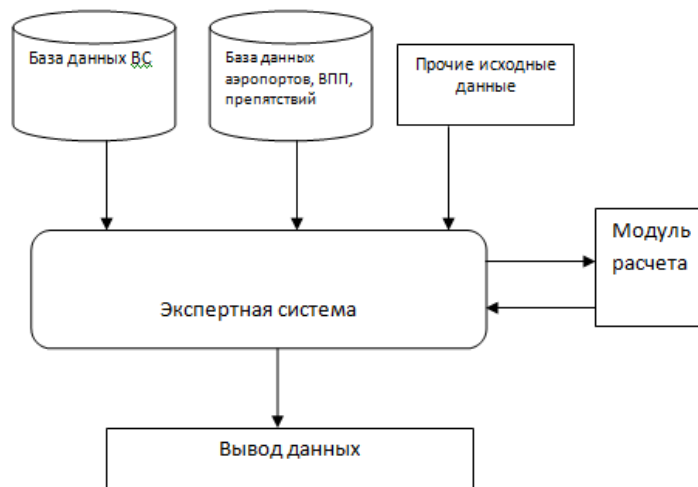 База данных ВС
База данных
аэропортов, ВПП,
препятствий
Прочие исходные
данные
Модуль
расчета
Экспертная система
Вывод данных